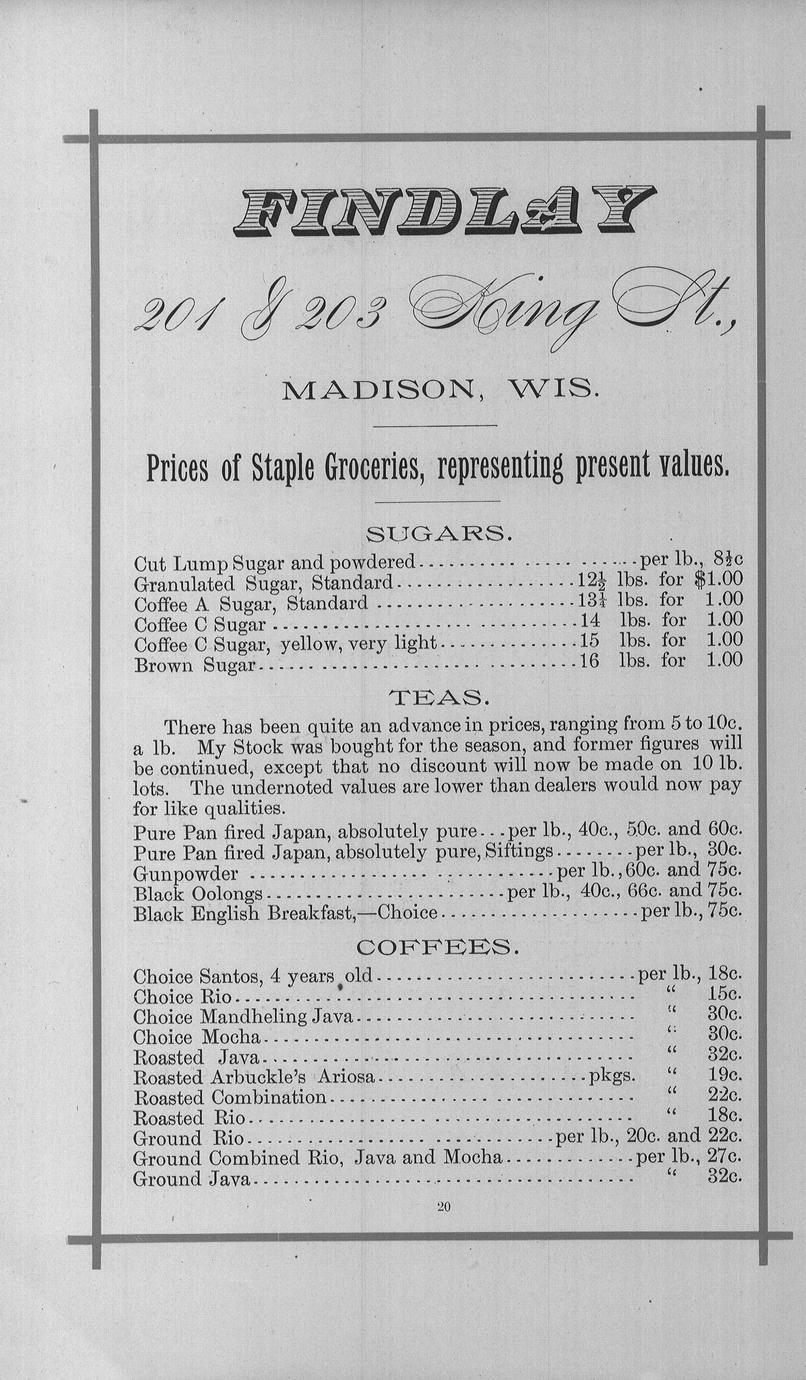 FINDLAY
201 & 203 King St.,
MADISON, WIS.
Prices of Staple Groceries, representing present values.
SUGARS.
Cut Lump Sugar and powdered....................per lb., 8½c
Granulated Sugar, Standard..................12½ lbs. for $1.00
Coffee A Sugar, Standard....................13¼ lbs. for 1.00
Coffee C Sugar..............................14 lbs. for 1.00
Coffee C Sugar, yellow, very light..............15 lbs. for 1.00
Brown Sugar................................16 lbs. for 1.00
TEAS.
There has been quite an advance in prices, ranging from 5 to 10c.
a lb. My Stock was bought for the season, and former figures will
be continued, except that no discount will now be made on 10 lb.
lots. The undernoted values are lower than dealers would now pay
for like qualities.
Pure Pan fired Japan, absolutely pure...per lb., 40c., 50c. and 60c.
Pure Pan fired Japan, absolutely pure, Siftings........per lb., 30c.
Gunpowder..............................per lb., 60c. and 75c.
Black Oolongs........................per lb., 40c., 66c. and 75c.
Black English Breakfast,—Choice....................per lb., 75c.
COFFEES.
Choice Santos, 4 years old..........................per lb., 18c.
Choice Rio........................................ “ 15c.
Choice Mandheling Java............................ “ 30c.
Choice Mocha..................................... “ 30c.
Roasted Java..................................... “ 32c.
Roasted Arbuckle's Ariosa.....................pkgs. “ 19c.
Roasted Combination............................... “ 22c.
Roasted Rio...................................... “ 18c.
Ground Rio..............................per lb., 20c. and 22c.
Ground Combined Rio, Java and Mocha.............per lb., 27c.
Ground Java...................................... “ 32c.
20